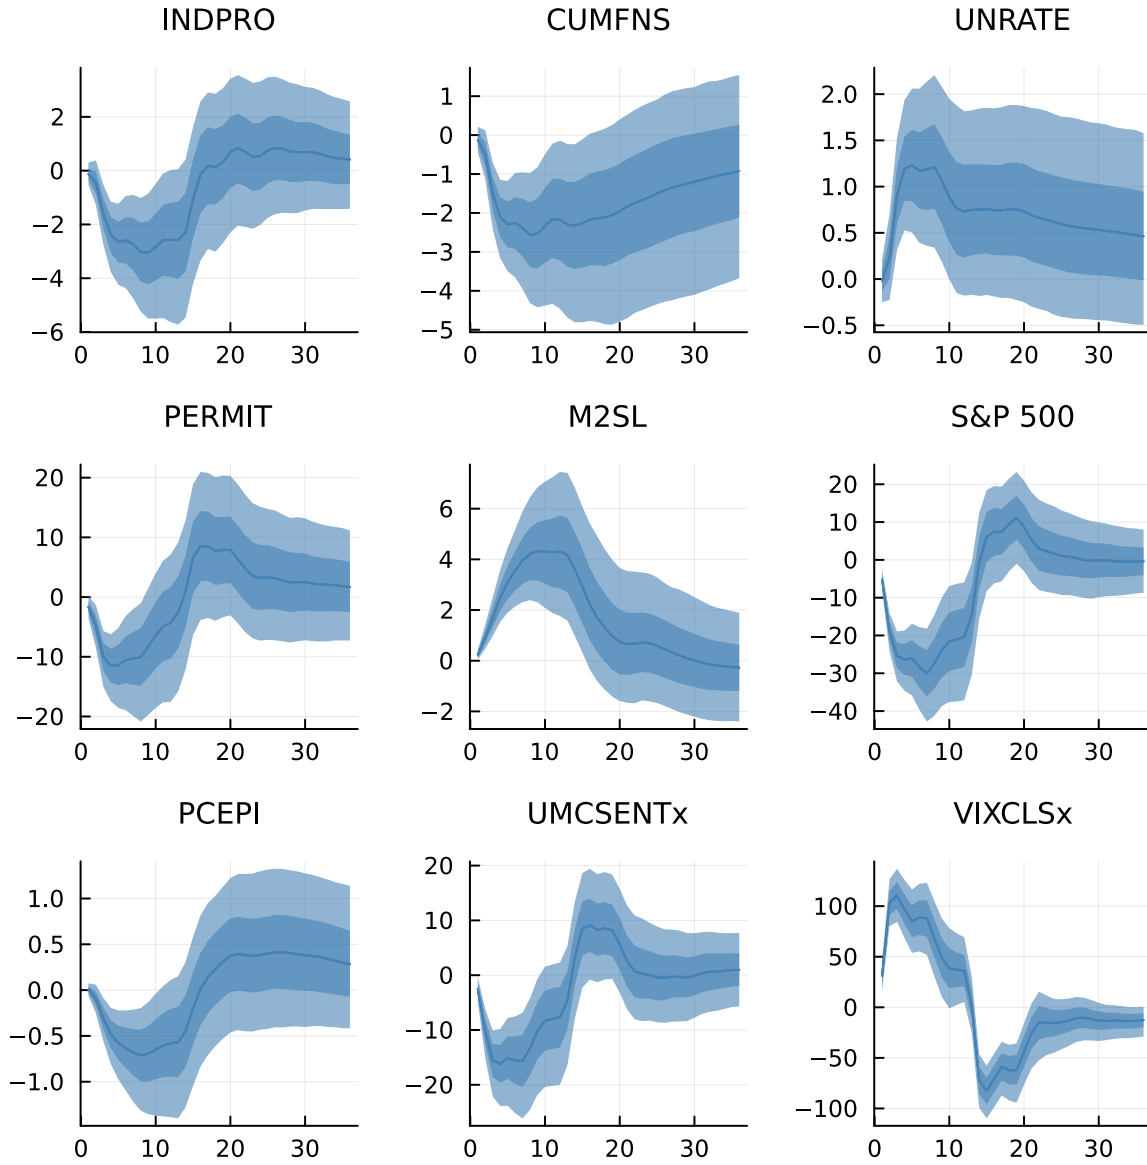 INDPRO CUMFNS UNRATE
2 0 −2 −4 −6
0 10 20 30
1 0 −1 −2 −3 −4 −5
0 10 20 30
2.0 1.5 1.0 0.5 0.0 −0.5
0 10 20 30
PERMIT M2SL S&P 500
20 10 0 −10 −20
0 10 20 30
6 4 2 0 −2
0 10 20 30
20 10 0 −10 −20 −30 −40
0 10 20 30
PCEPI UMCSENTx VIXCLSx
1.0 0.5 0.0 −0.5 −1.0
0 10 20 30
20 10 0 −10 −20
0 10 20 30
100 50 0 −50 −100
0 10 20 30